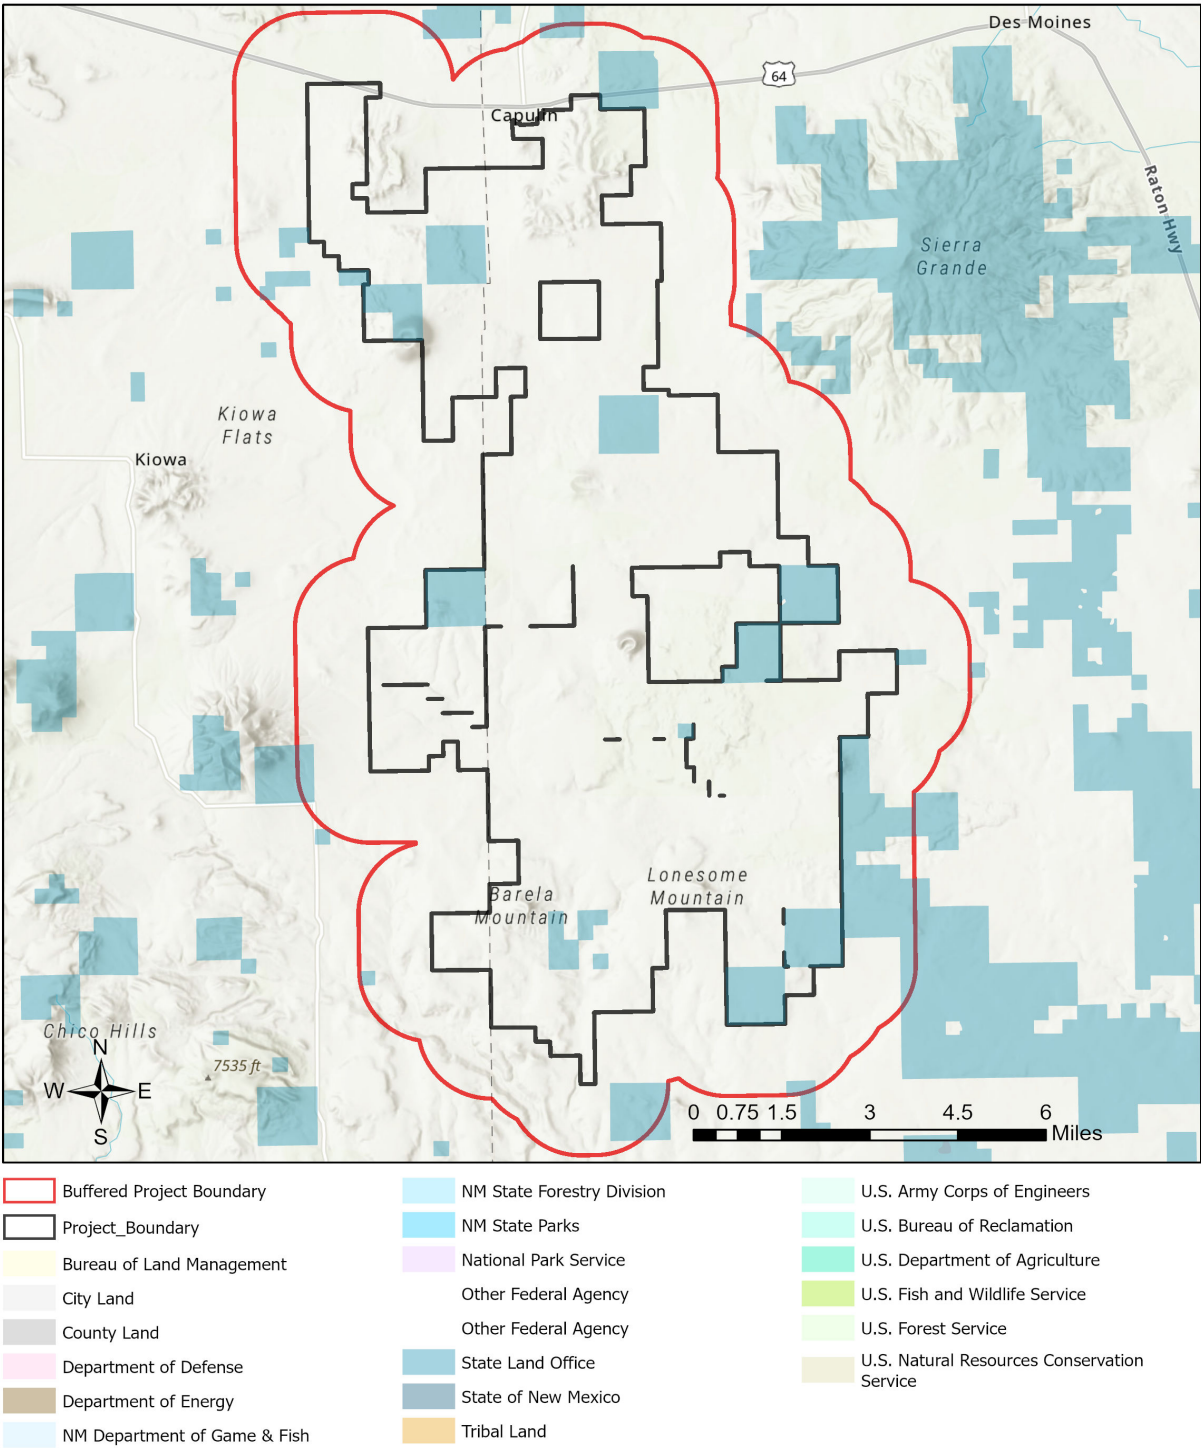 Des Moines
64
Capulin
Raton Hwy
Sierra
Grande
Kiowa
Flats
Kiowa
Lonesome
Mountain
Barela
Mountain
Chico Hills
7535 ft
N
W
E
S
0 0.75 1.5 3 4.5 6
Miles
Buffered Project Boundary
Project_Boundary
Bureau of Land Management
City Land
County Land
Department of Defense
Department of Energy
NM Department of Game & Fish
NM State Forestry Division
NM State Parks
National Park Service
Other Federal Agency
Other Federal Agency
State Land Office
State of New Mexico
Tribal Land
U.S. Army Corps of Engineers
U.S. Bureau of Reclamation
U.S. Department of Agriculture
U.S. Fish and Wildlife Service
U.S. Forest Service
U.S. Natural Resources Conservation
Service